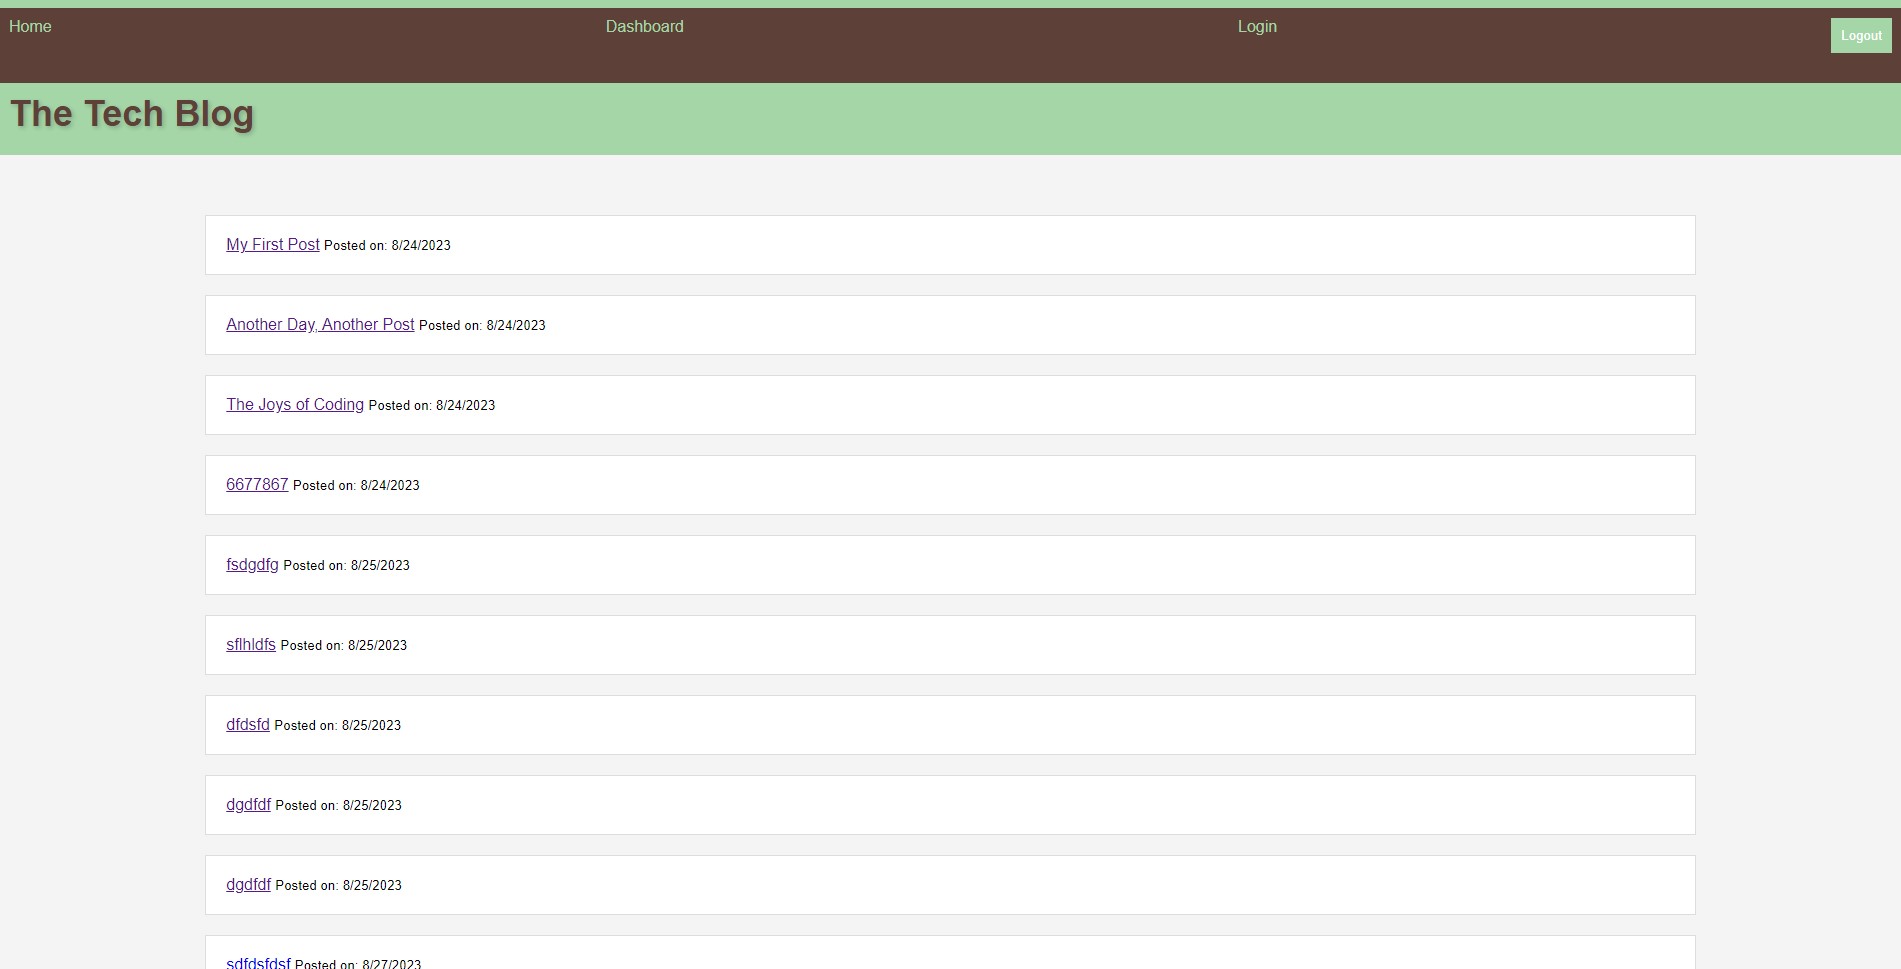 Home Dashboard Login Logout
The Tech Blog
My First Post Posted on: 8/24/2023
Another Day, Another Post Posted on: 8/24/2023
The Joys of Coding Posted on: 8/24/2023
6677867 Posted on: 8/24/2023
fsdgdfg Posted on: 8/25/2023
sflhldfs Posted on: 8/25/2023
dfdsfd Posted on: 8/25/2023
dgdfdf Posted on: 8/25/2023
dgdfdf Posted on: 8/25/2023
sdfdsfdsf Posted on: 8/27/2023